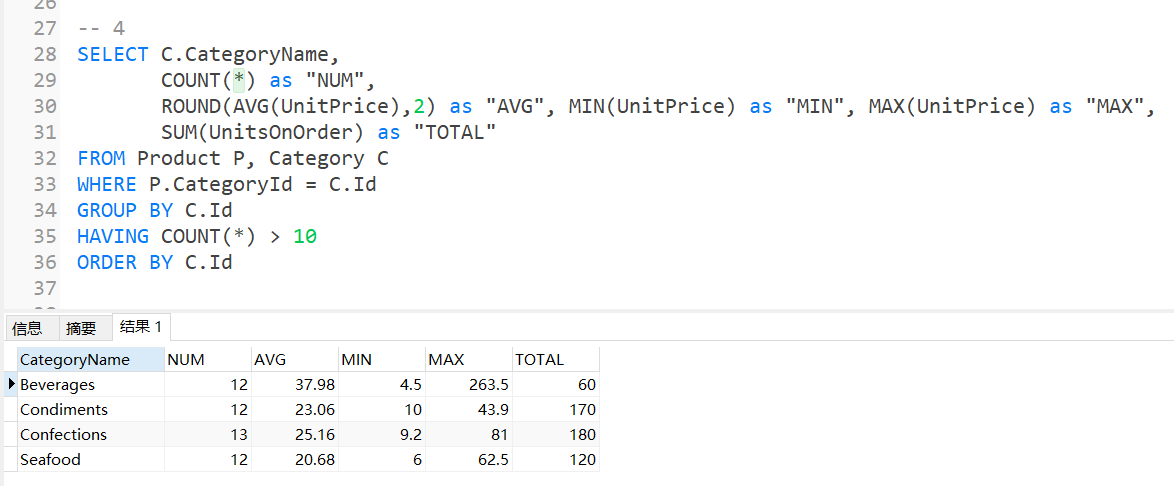 26
27 -- 4
28 SELECT C.CategoryName,
29 COUNT(*) as "NUM",
30 ROUND(AVG(UnitPrice),2) as "AVG", MIN(UnitPrice) as "MIN", MAX(UnitPrice) as "MAX",
31 SUM(UnitsOnOrder) as "TOTAL"
32 FROM Product P, Category C
33 WHERE P.CategoryId = C.Id
34 GROUP BY C.Id
35 HAVING COUNT(*) > 10
36 ORDER BY C.Id
37
信息 摘要 结果 1
CategoryName NUM AVG MIN MAX TOTAL
Beverages 12 37.98 4.5 263.5 60
Condiments 12 23.06 10 43.9 170
Confections 13 25.16 9.2 81 180
Seafood 12 20.68 6 62.5 120